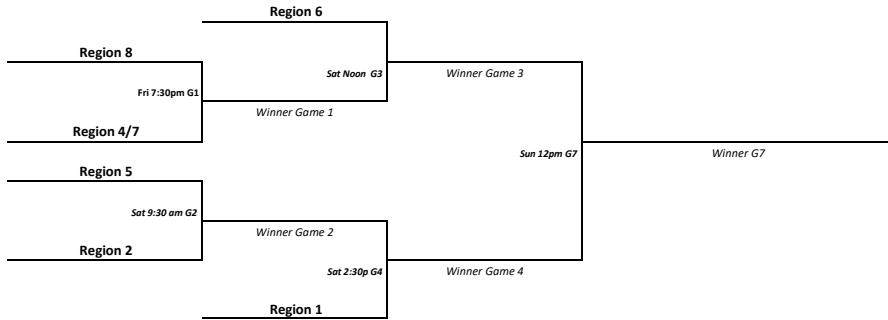 Region 6
Region 8
Sat Noon  G3
Winner Game 3
Fri 7:30pm G1
Winner Game 1
Region 4/7
Sun 12pm G7
Winner G7
Region 5
Sat 9:30 am G2
Winner Game 2
Region 2
Sat 2:30p G4
Winner Game 4
Region 1